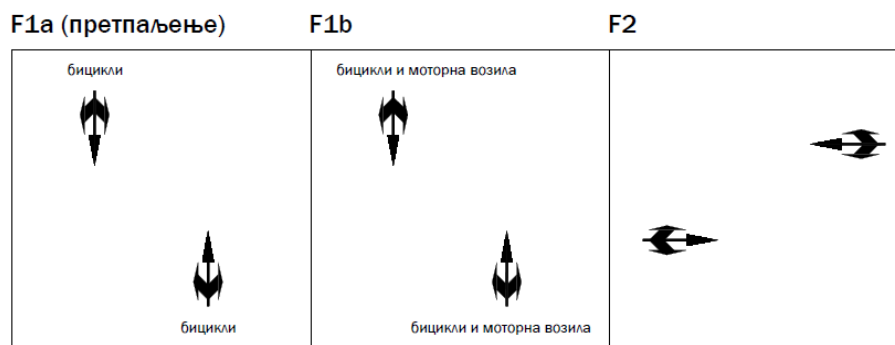 F1a (претпаљење)
F1b
F2
бицикли
бицикли и моторна возила
бицикли
бицикли и моторна возила